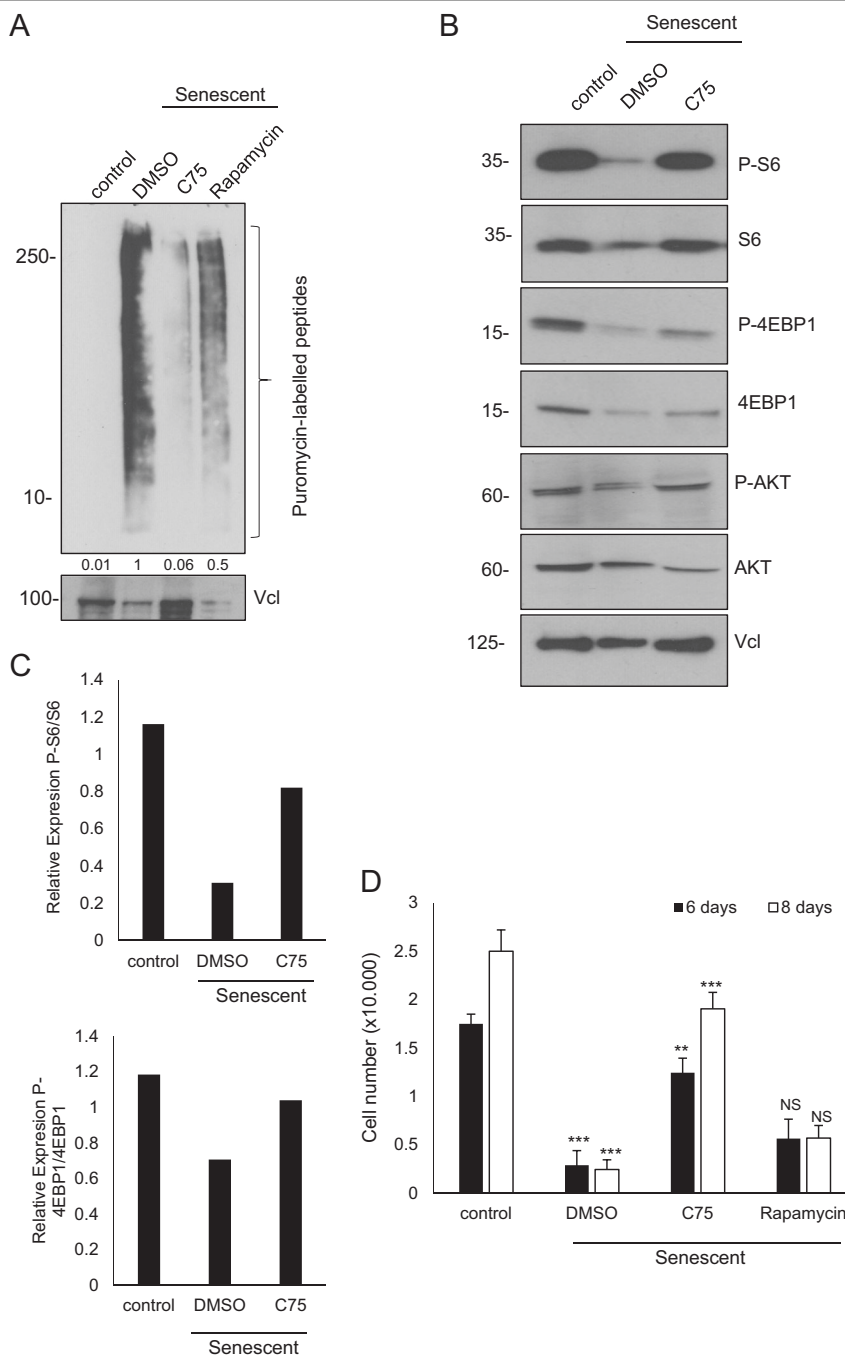 A
Senescent
control
DMSO
C75
Rapamycin
250-
10-
Puromycin-labelled peptides
0.01 1 0.06 0.5
100-
Vcl
B
Senescent
control
DMSO
C75
35-
P-S6
35-
S6
15-
P-4EBP1
15-
4EBP1
60-
P-AKT
60-
AKT
125-
Vcl
C
Relative Expresion P-S6/S6
1.4
1.2
1
0.8
0.6
0.4
0.2
0
control DMSO C75
Senescent
Relative Expresion P-
4EBP1/4EBP1
1.4
1.2
1
0.8
0.6
0.4
0.2
0
control DMSO C75
Senescent
D
Cell number (x10.000)
3
2.5
2
1.5
1
0.5
0
6 days 8 days
*** ***
** ***
NS NS
control DMSO C75 Rapamycin
Senescent